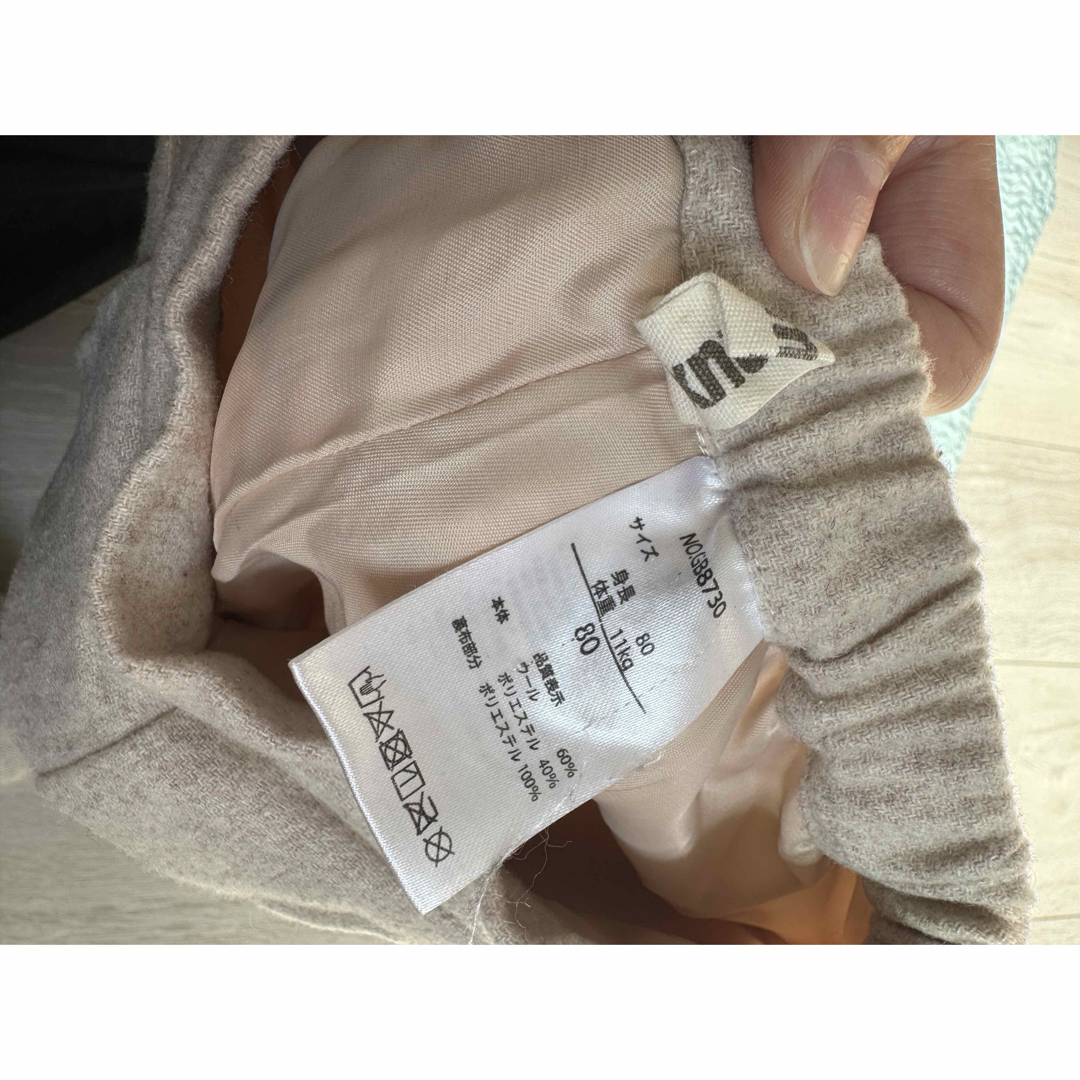 NO.GB8730
サイズ 80
身長 80
体重 11kg
品質表示
本体 ウール 60%
ポリエステル 40%
裏布部分 ポリエステル 100%